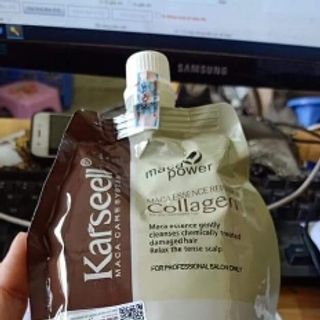 SAMSUNG
maca
power
Karseell
MACA CARE SYSTEM
MACA ESSENCE REPAIR
Collagen
Maca essence gently
cleanses chemically treated
damaged hair
Relax the tense scalp
FOR PROFESSIONAL SALON ONLY